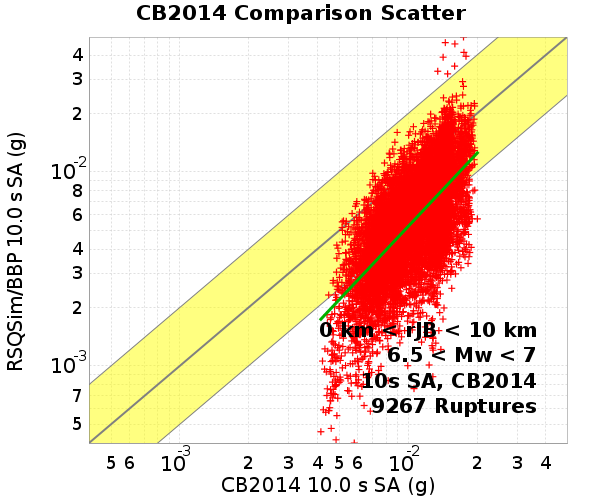 CB2014 Comparison Scatter
RSQSim/BBP 10.0 s SA (g)
4
3
2
10-2
8
6
4
3
2
10-3
7
5
0 km < rJB < 10 km
6.5 < Mw < 7
10s SA, CB2014
9267 Ruptures
5 6 10-3 2 3 4 5 6 10-2 2 3 4
CB2014 10.0 s SA (g)